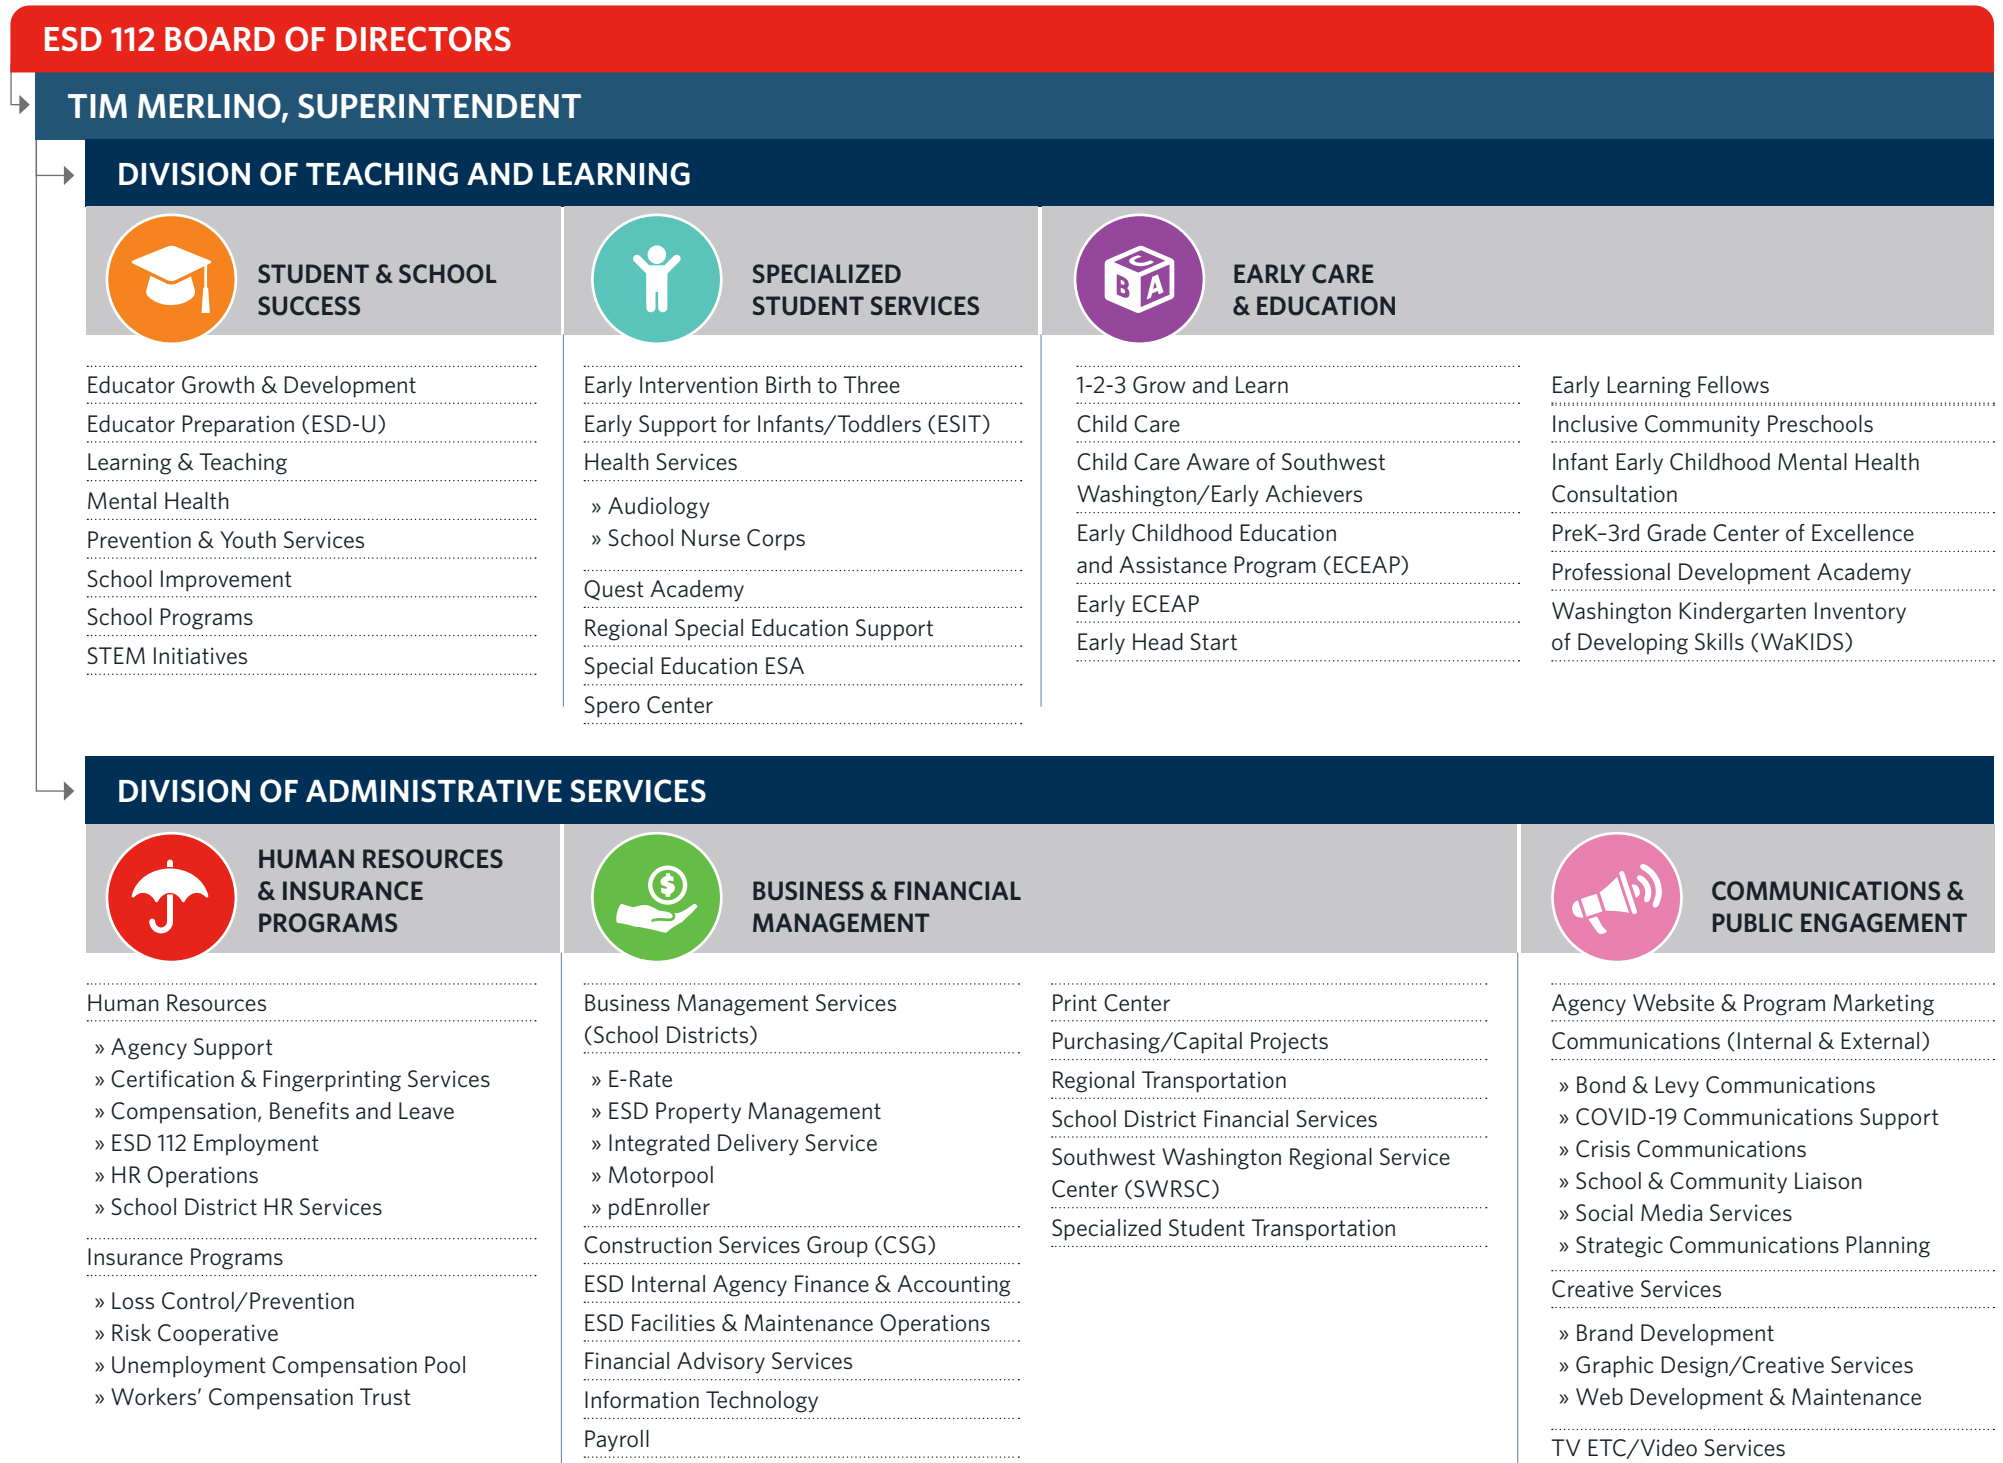 ESD 112 BOARD OF DIRECTORS
TIM MERLINO, SUPERINTENDENT
DIVISION OF TEACHING AND LEARNING
STUDENT & SCHOOL
SUCCESS
Educator Growth & Development
Educator Preparation (ESD-U)
Learning & Teaching
Mental Health
Prevention & Youth Services
School Improvement
School Programs
STEM Initiatives
SPECIALIZED
STUDENT SERVICES
Early Intervention Birth to Three
Early Support for Infants/Toddlers (ESIT)
Health Services
» Audiology
» School Nurse Corps
Quest Academy
Regional Special Education Support
Special Education ESA
Spero Center
C
B A
EARLY CARE
& EDUCATION
1-2-3 Grow and Learn
Child Care
Child Care Aware of Southwest
Washington/Early Achievers
Early Childhood Education
and Assistance Program (ECEAP)
Early ECEAP
Early Head Start
Early Learning Fellows
Inclusive Community Preschools
Infant Early Childhood Mental Health
Consultation
PreK–3rd Grade Center of Excellence
Professional Development Academy
Washington Kindergarten Inventory
of Developing Skills (WaKIDS)
DIVISION OF ADMINISTRATIVE SERVICES
HUMAN RESOURCES
& INSURANCE
PROGRAMS
Human Resources
» Agency Support
» Certification & Fingerprinting Services
» Compensation, Benefits and Leave
» ESD 112 Employment
» HR Operations
» School District HR Services
Insurance Programs
» Loss Control/Prevention
» Risk Cooperative
» Unemployment Compensation Pool
» Workers’ Compensation Trust
$
BUSINESS & FINANCIAL
MANAGEMENT
Business Management Services
(School Districts)
» E-Rate
» ESD Property Management
» Integrated Delivery Service
» Motorpool
» pdEnroller
Construction Services Group (CSG)
ESD Internal Agency Finance & Accounting
ESD Facilities & Maintenance Operations
Financial Advisory Services
Information Technology
Payroll
Print Center
Purchasing/Capital Projects
Regional Transportation
School District Financial Services
Southwest Washington Regional Service
Center (SWRSC)
Specialized Student Transportation
COMMUNICATIONS &
PUBLIC ENGAGEMENT
Agency Website & Program Marketing
Communications (Internal & External)
» Bond & Levy Communications
» COVID-19 Communications Support
» Crisis Communications
» School & Community Liaison
» Social Media Services
» Strategic Communications Planning
Creative Services
» Brand Development
» Graphic Design/Creative Services
» Web Development & Maintenance
TV ETC/Video Services